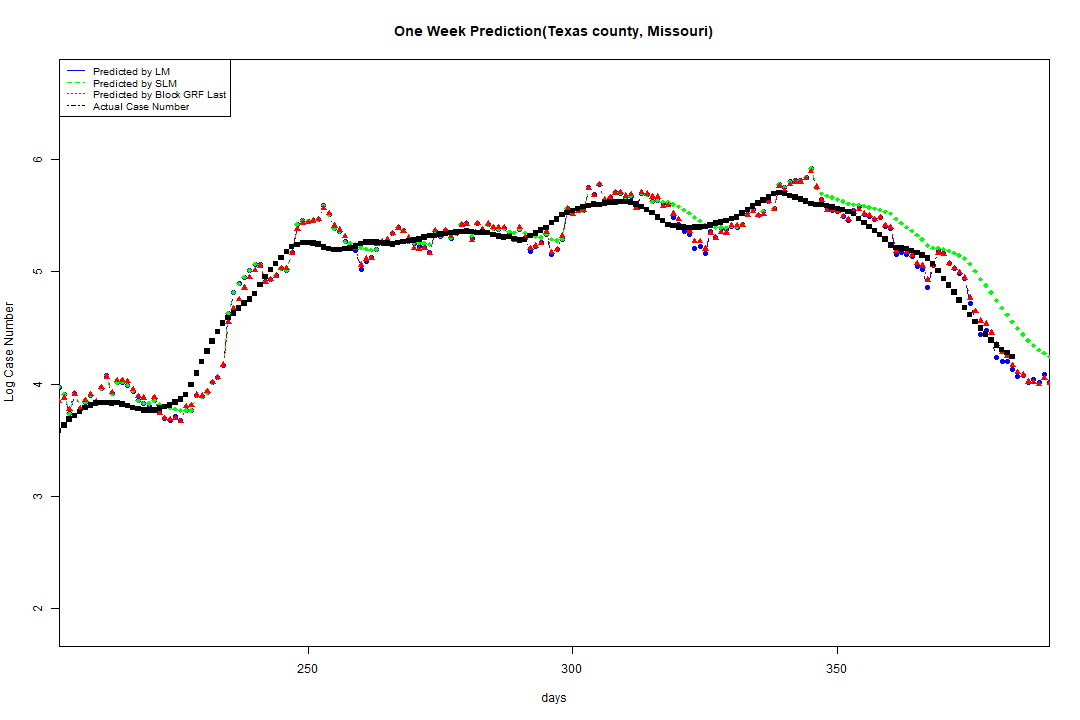 One Week Prediction(Texas county, Missouri)
Predicted by LM
Predicted by SLM
Predicted by Block GRF Last
Actual Case Number
6
5
4
3
2
Log Case Number
250 300 350
days